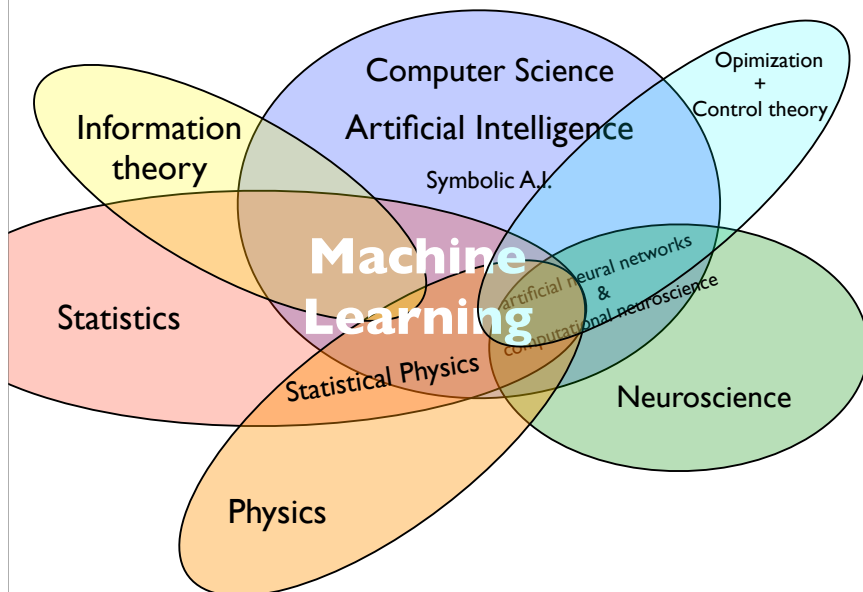 Computer Science
Artificial Intelligence
Symbolic A.I.
Opimization
+
Control theory
Information
theory
Machine
Learning
artificial neural networks
&
computational neuroscience
Statistics
Statistical Physics
Neuroscience
Physics